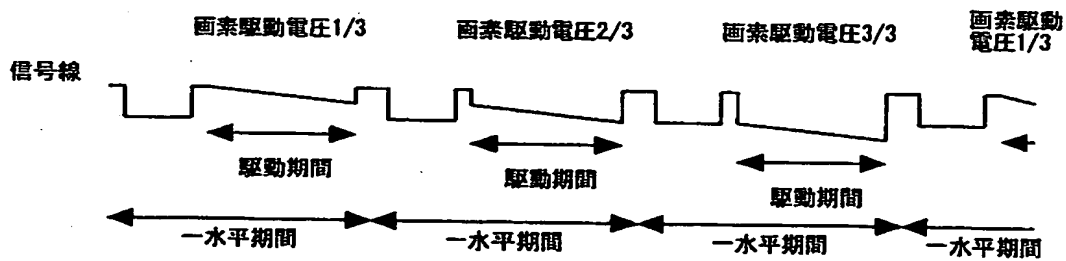 画素駆動電圧1/3
画素駆動電圧2/3
画素駆動電圧3/3
画素駆動
電圧1/3
信号線
駆動期間
駆動期間
駆動期間
一水平期間
一水平期間
一水平期間
一水平期間